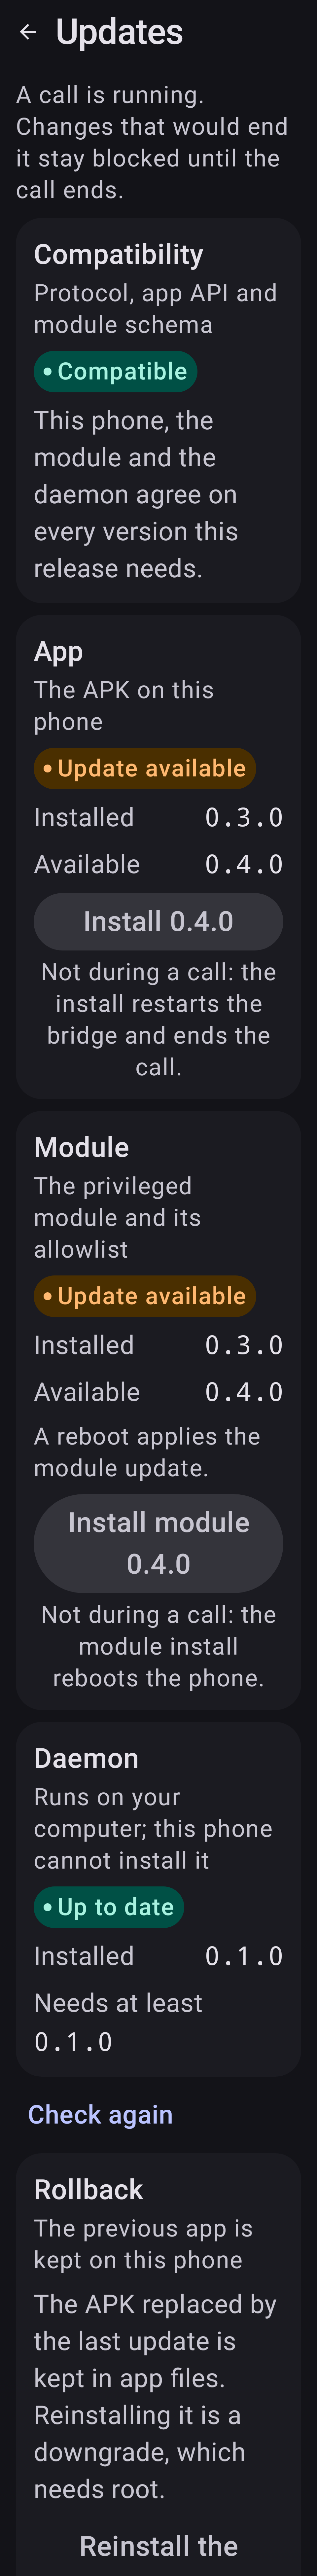 Updates
A call is running.
Changes that would end
it stay blocked until the
call ends.
Compatibility
Protocol, app API and
module schema
Compatible
This phone, the
module and the
daemon agree on
every version this
release needs.
App
The APK on this
phone
Update available
Installed 0.3.0
Available 0.4.0
Install 0.4.0
Not during a call: the
install restarts the
bridge and ends the
call.
Module
The privileged
module and its
allowlist
Update available
Installed 0.3.0
Available 0.4.0
A reboot applies the
module update.
Install module
0.4.0
Not during a call: the
module install
reboots the phone.
Daemon
Runs on your
computer; this phone
cannot install it
Up to date
Installed 0.1.0
Needs at least
0.1.0
Check again
Rollback
The previous app is
kept on this phone
The APK replaced by
the last update is
kept in app files.
Reinstalling it is a
downgrade, which
needs root.
Reinstall the